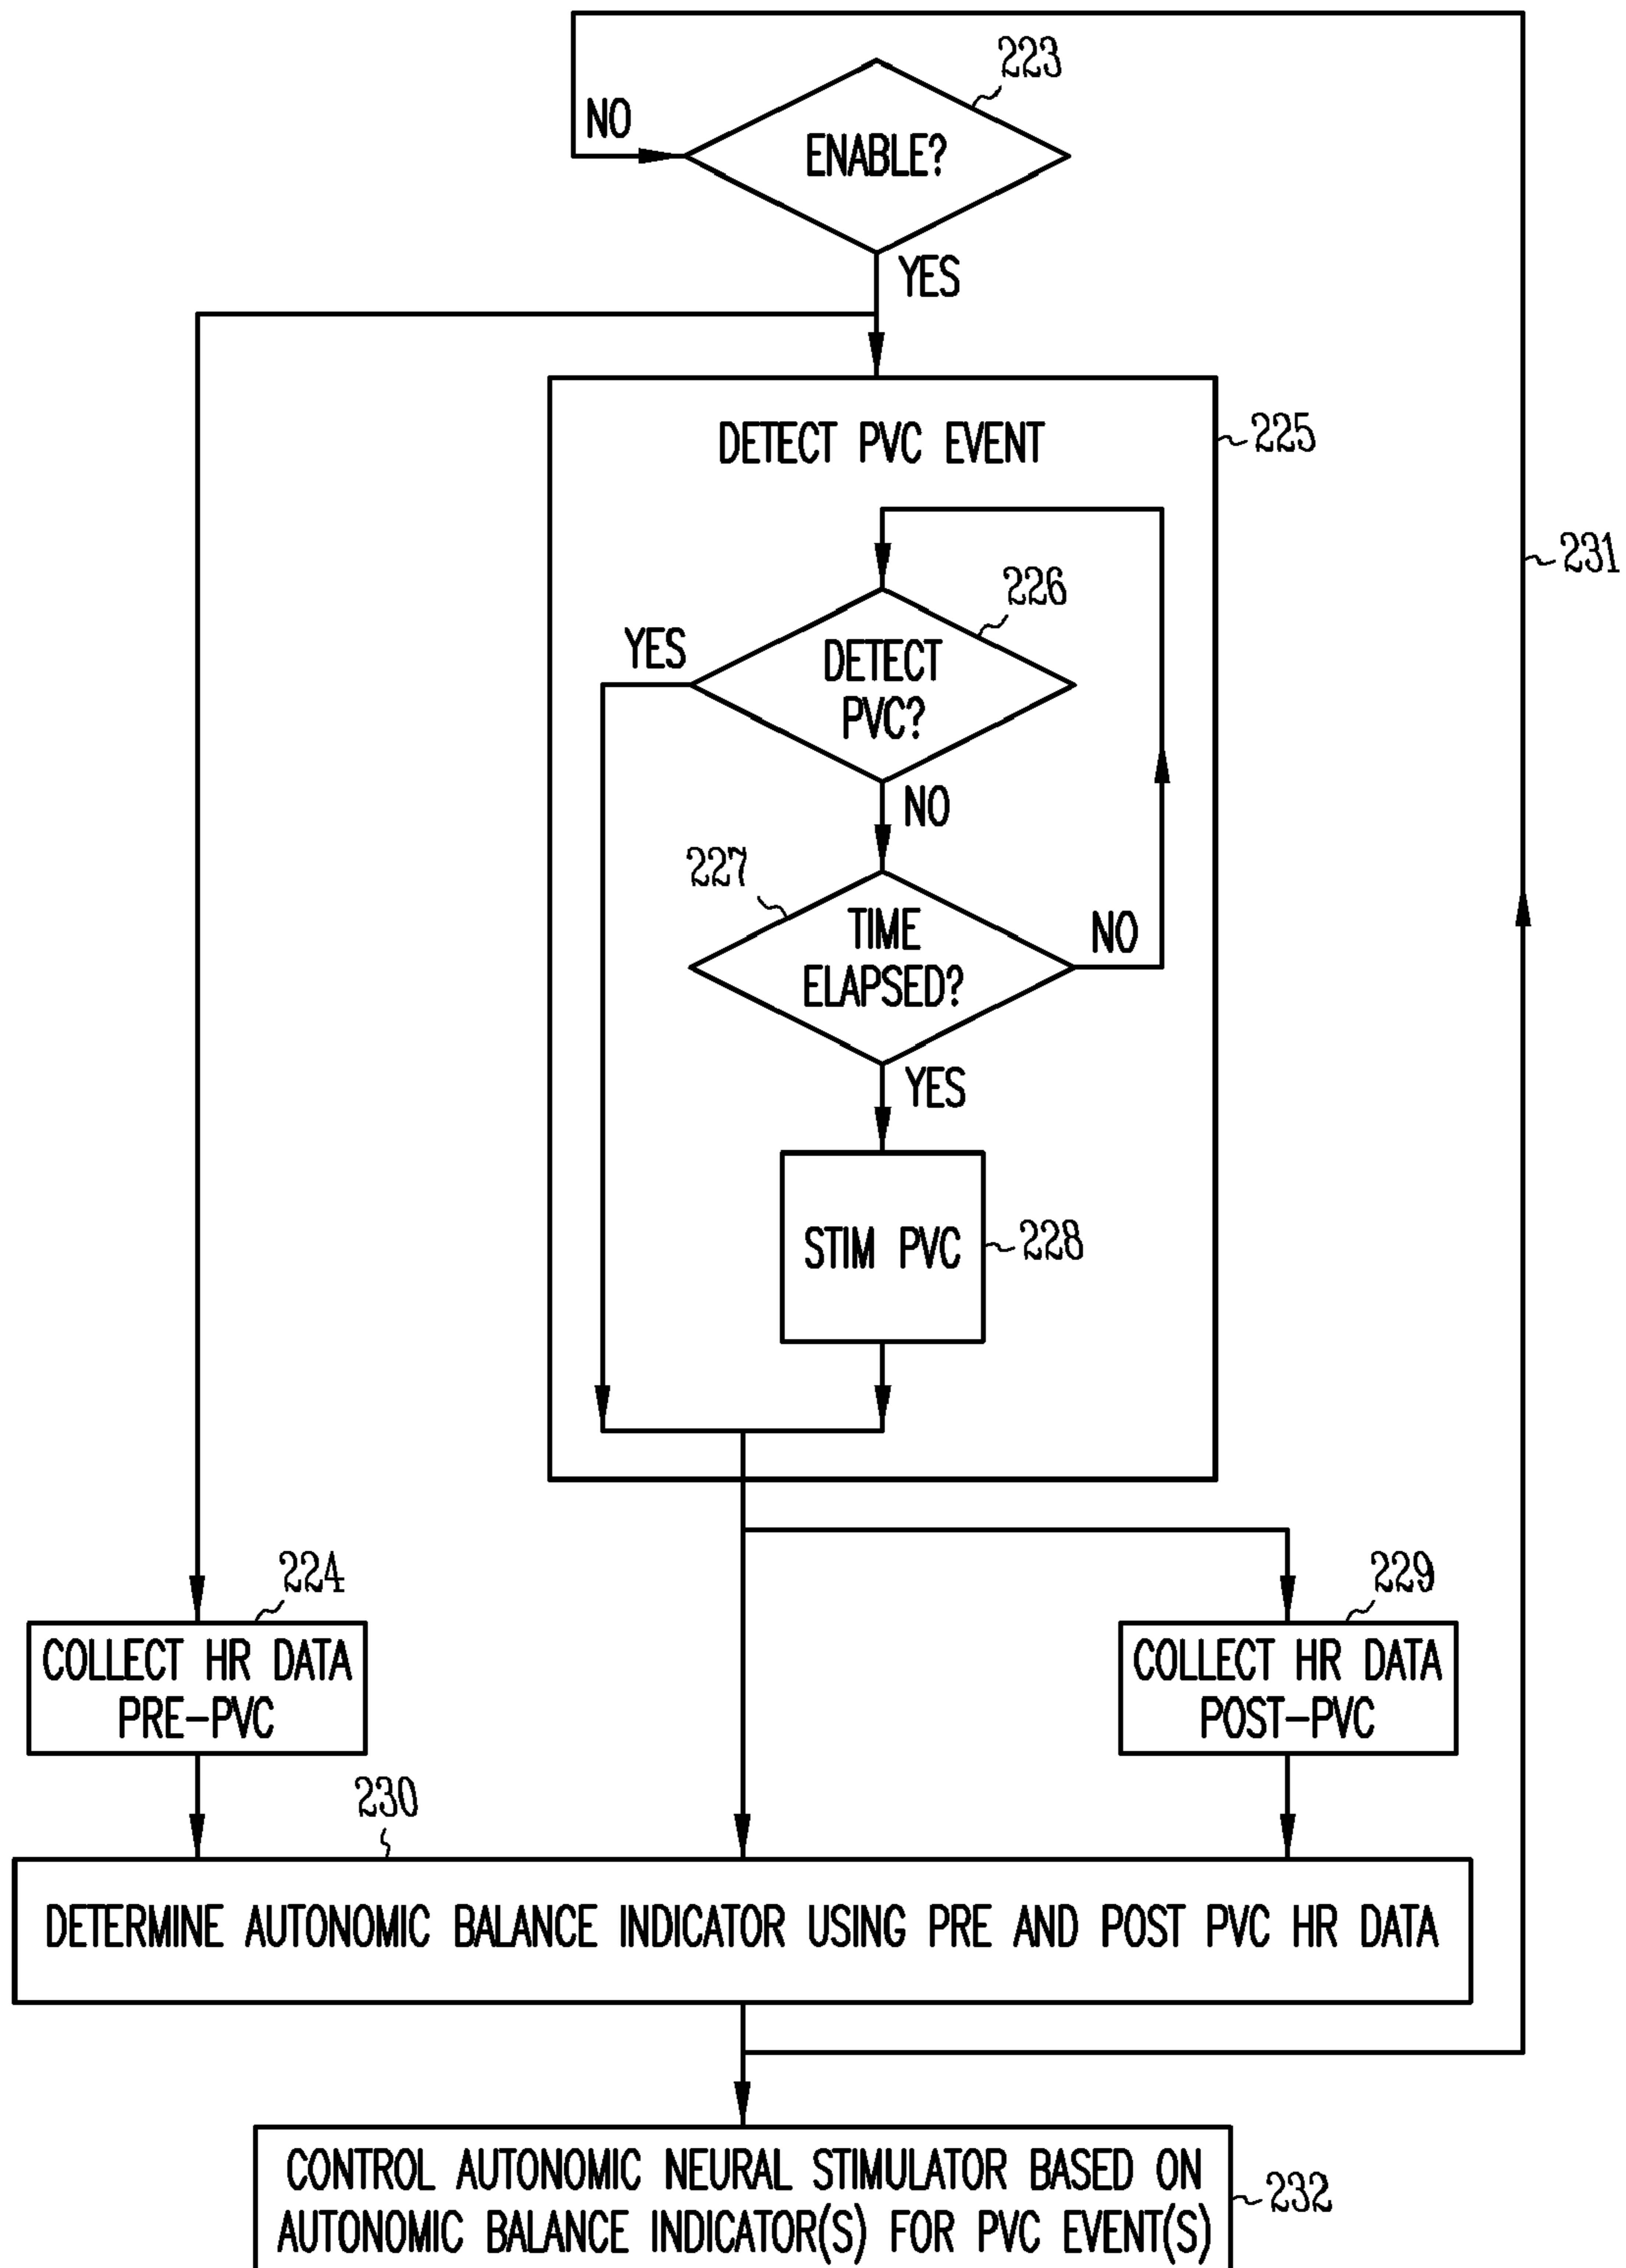 223
NO
ENABLE?
YES
DETECT PVC EVENT
225
231
226
YES
DETECT
PVC?
NO
227
TIME
ELAPSED?
NO
YES
STIM PVC
228
224
229
COLLECT HR DATA
PRE-PVC
COLLECT HR DATA
POST-PVC
230
DETERMINE AUTONOMIC BALANCE INDICATOR USING PRE AND POST PVC HR DATA
CONTROL AUTONOMIC NEURAL STIMULATOR BASED ON
AUTONOMIC BALANCE INDICATOR(S) FOR PVC EVENT(S)
232